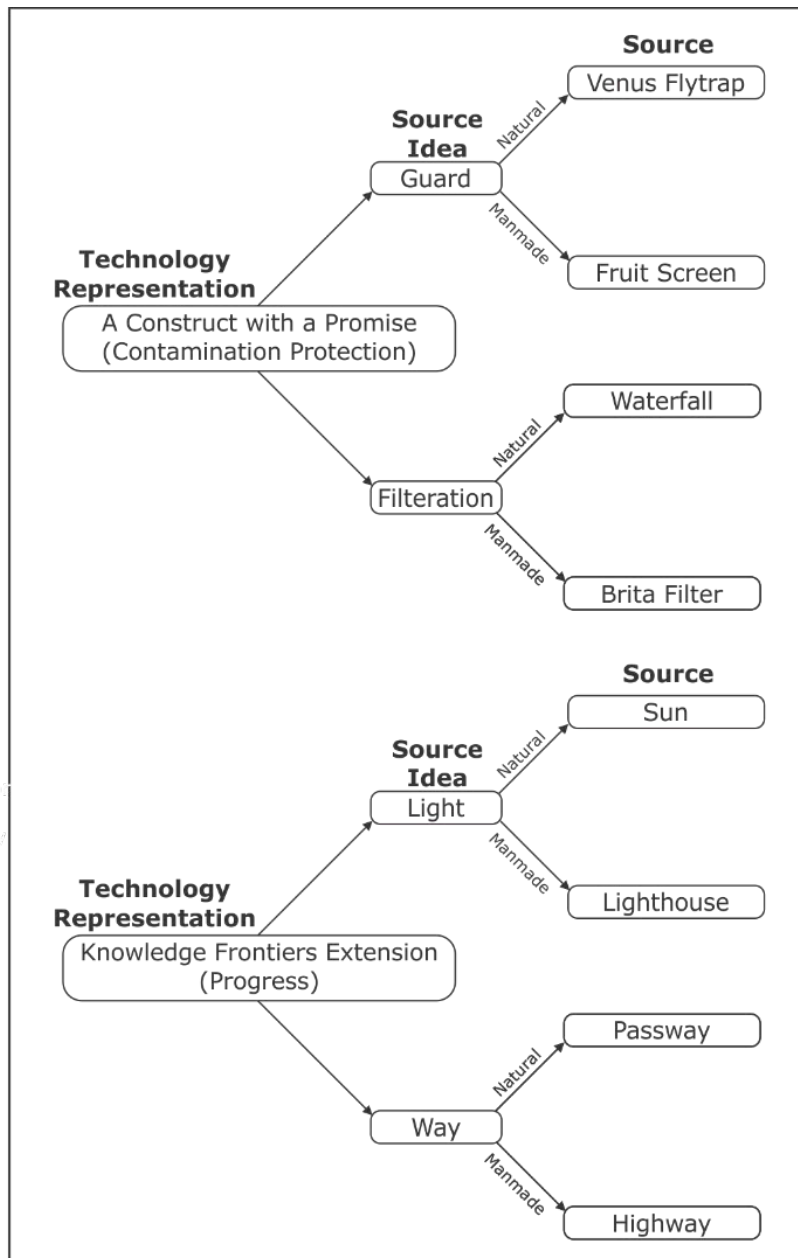 Source
Venus Flytrap
Natural
Source
Idea
Guard
Manmade
Fruit Screen
Technology
Representation
A Construct with a Promise
(Contamination Protection)
Waterfall
Natural
Filteration
Manmade
Brita Filter
Source
Sun
Natural
Source
Idea
Light
Manmade
Lighthouse
Technology
Representation
Knowledge Frontiers Extension
(Progress)
Passway
Natural
Way
Manmade
Highway